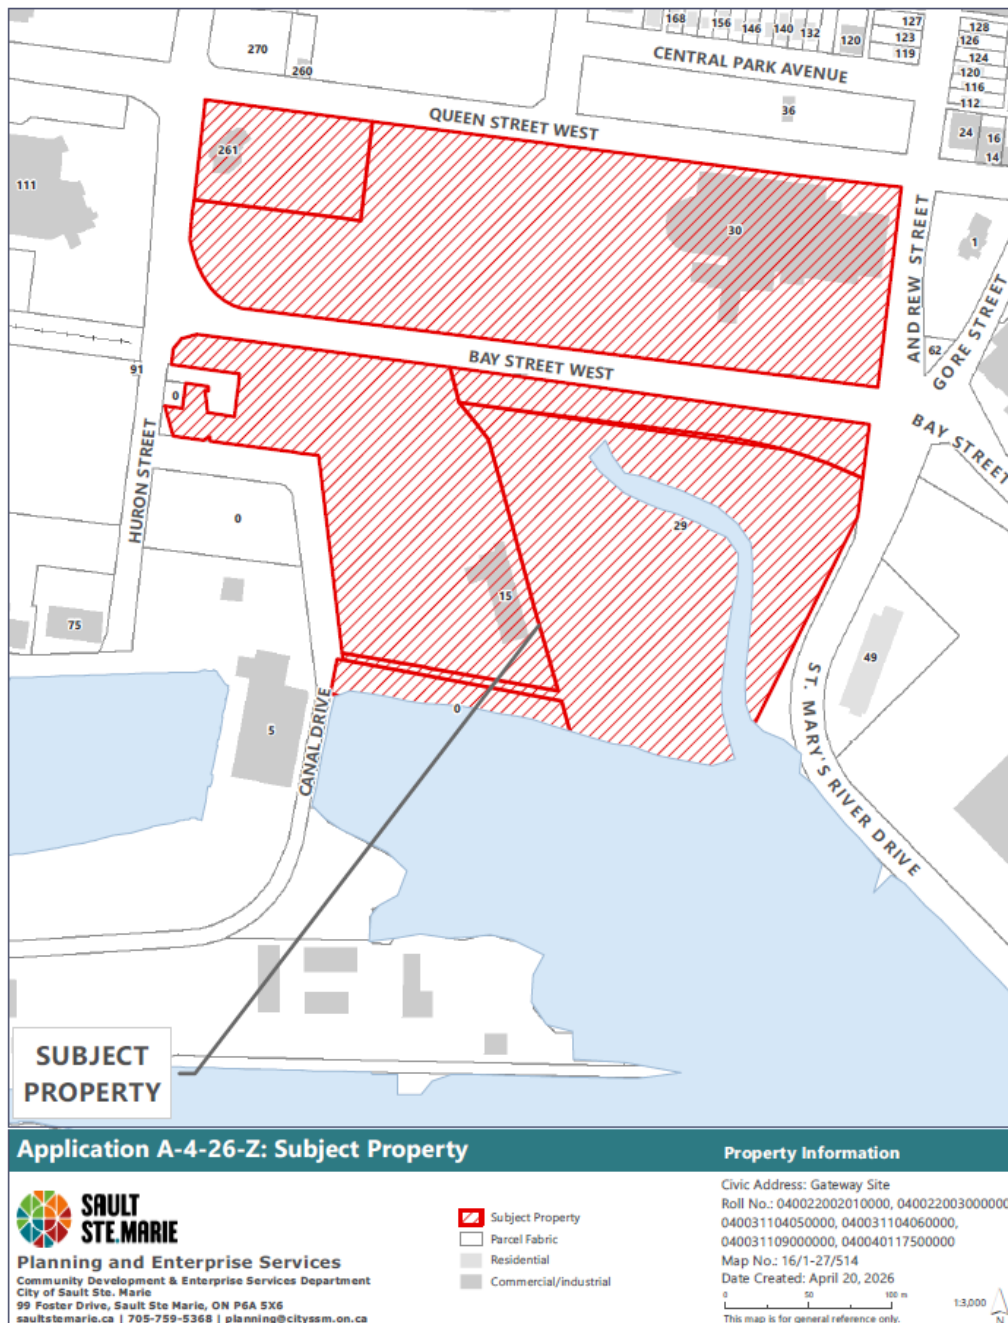 168
156
146
140
132
120
127
123
119
128
126
124
120
116
112
270
260
CENTRAL PARK AVENUE
36
24
16
14
QUEEN STREET WEST
261
111
30
ANDREW STREET
1
GORE STREET
62
BAY STREET WEST
91
0
BAY STREET
HURON STREET
0
29
15
75
49
ST. MARY'S RIVER DRIVE
0
5
CANAL DRIVE
SUBJECT
PROPERTY
Application A-4-26-Z: Subject Property
Property Information
SAULT
STE.MARIE
Planning and Enterprise Services
Community Development & Enterprise Services Department
City of Sault Ste. Marie
99 Foster Drive, Sault Ste Marie, ON P6A 5X6
saultstemarie.ca | 705-759-5368 | planning@cityssm.on.ca
Subject Property
Parcel Fabric
Residential
Commercial/industrial
Civic Address: Gateway Site
Roll No.: 040022002010000, 040022003000000
040031104050000, 040031104060000,
040031109000000, 040040117500000
Map No.: 16/1-27/514
Date Created: April 20, 2026
0 50 100 m
1:3,000
N
This map is for general reference only.